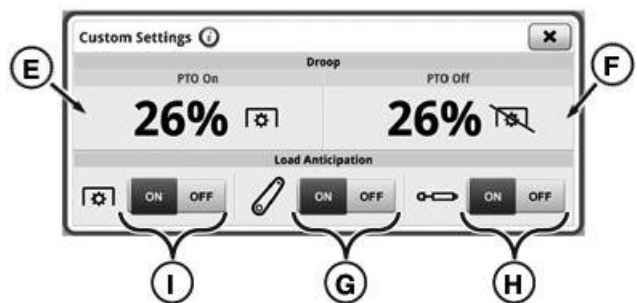 Custom Settings i
Droop
PTO On PTO Off
E 26% 26% F
Load Anticipation
ON OFF ON OFF ON OFF
I G H